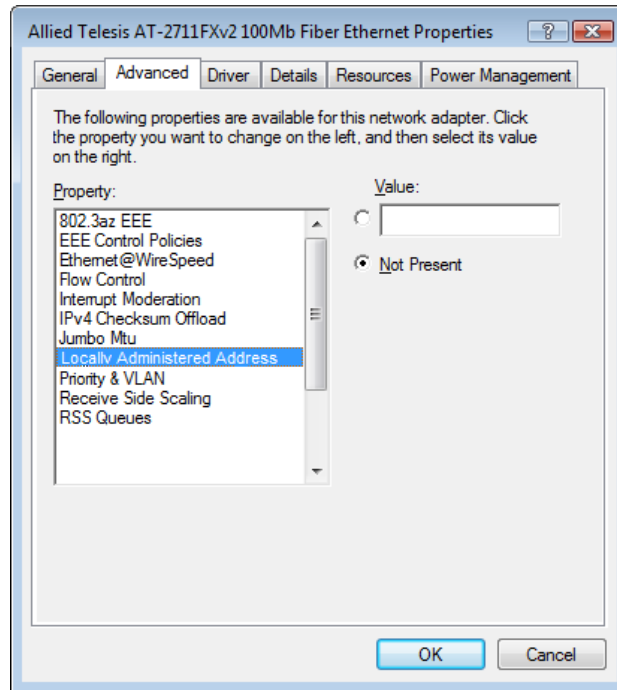 Allied Telesis AT-2711FXv2 100Mb Fiber Ethernet Properties
General Advanced Driver Details Resources Power Management
The following properties are available for this network adapter. Click
the property you want to change on the left, and then select its value
on the right.
Property:
802.3az EEE
EEE Control Policies
Ethernet@WireSpeed
Flow Control
Interrupt Moderation
IPv4 Checksum Offload
Jumbo Mtu
Locally Administered Address
Priority & VLAN
Receive Side Scaling
RSS Queues
Value:
Not Present
OK Cancel